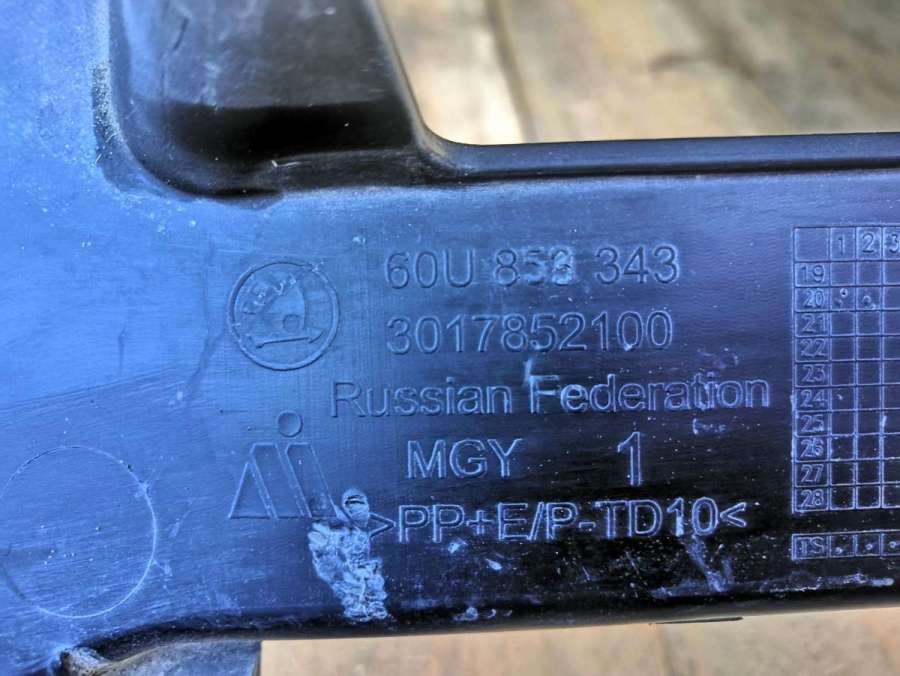 60U 853 343
3017852100
Russian Federation
MGY 1
>PP+E/P-TD10<
1 2 3
19
20
21
22
23
24
25
26
27
28